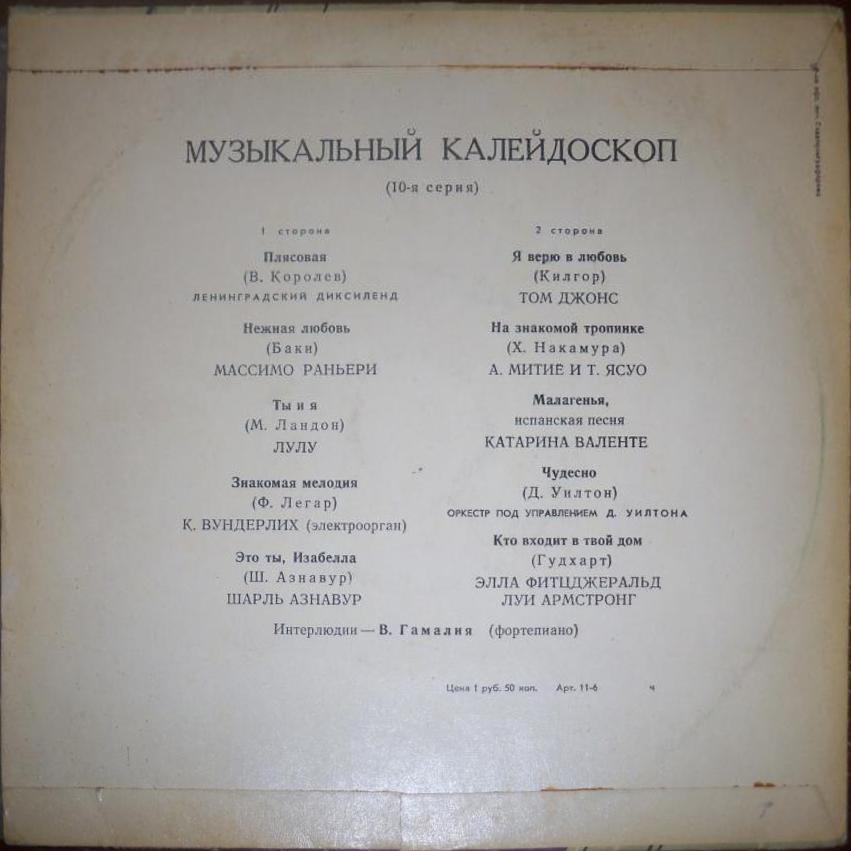 МУЗЫКАЛЬНЫЙ КАЛЕЙДОСКОП
(10-я серия)
1 сторона
Плясовая
(В. Королев)
ЛЕНИНГРАДСКИЙ ДИКСИЛЕНД
Нежная любовь
(Баки)
МАССИМО РАНЬЕРИ
Ты и я
(М. Ландон)
ЛУЛУ
Знакомая мелодия
(Ф. Легар)
К. ВУНДЕРЛИХ (электроорган)
Это ты, Изабелла
(Ш. Азнавур)
ШАРЛЬ АЗНАВУР
2 сторона
Я верю в любовь
(Килгор)
ТОМ ДЖОНС
На знакомой тропинке
(Х. Накамура)
А. МИТИЕ И Т. ЯСУО
Малагенья,
испанская песня
КАТАРИНА ВАЛЕНТЕ
Чудесно
(Д. Уилтон)
ОРКЕСТР ПОД УПРАВЛЕНИЕМ Д. УИЛТОНА
Кто входит в твой дом
(Гудхарт)
ЭЛЛА ФИТЦДЖЕРАЛЬД
ЛУИ АРМСТРОНГ
Интерлюдии — В. Гамалия (фортепиано)
Цена 1 руб. 50 коп. Арт. 11-6 ч